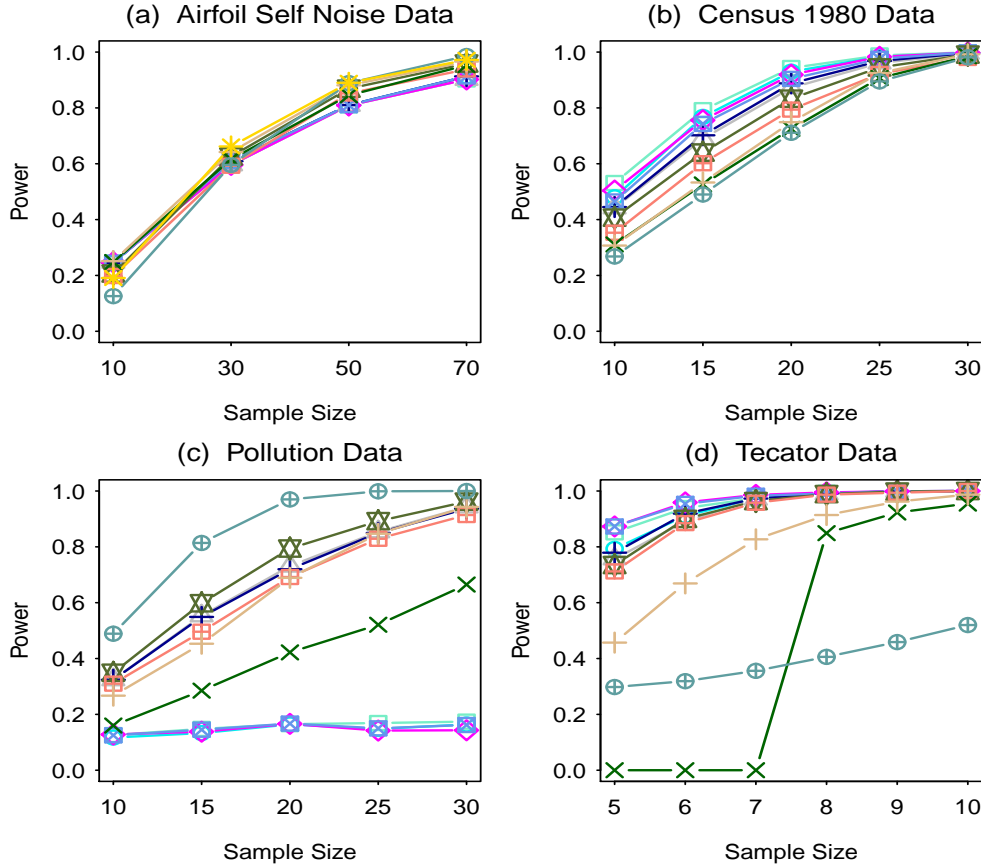 (a) Airfoil Self Noise Data
Power
1.0
0.8
0.6
0.4
0.2
0.0
10 30 50 70
Sample Size
(b) Census 1980 Data
Power
1.0
0.8
0.6
0.4
0.2
0.0
10 15 20 25 30
Sample Size
(c) Pollution Data
Power
1.0
0.8
0.6
0.4
0.2
0.0
10 15 20 25 30
Sample Size
(d) Tecator Data
Power
1.0
0.8
0.6
0.4
0.2
0.0
5 6 7 8 9 10
Sample Size